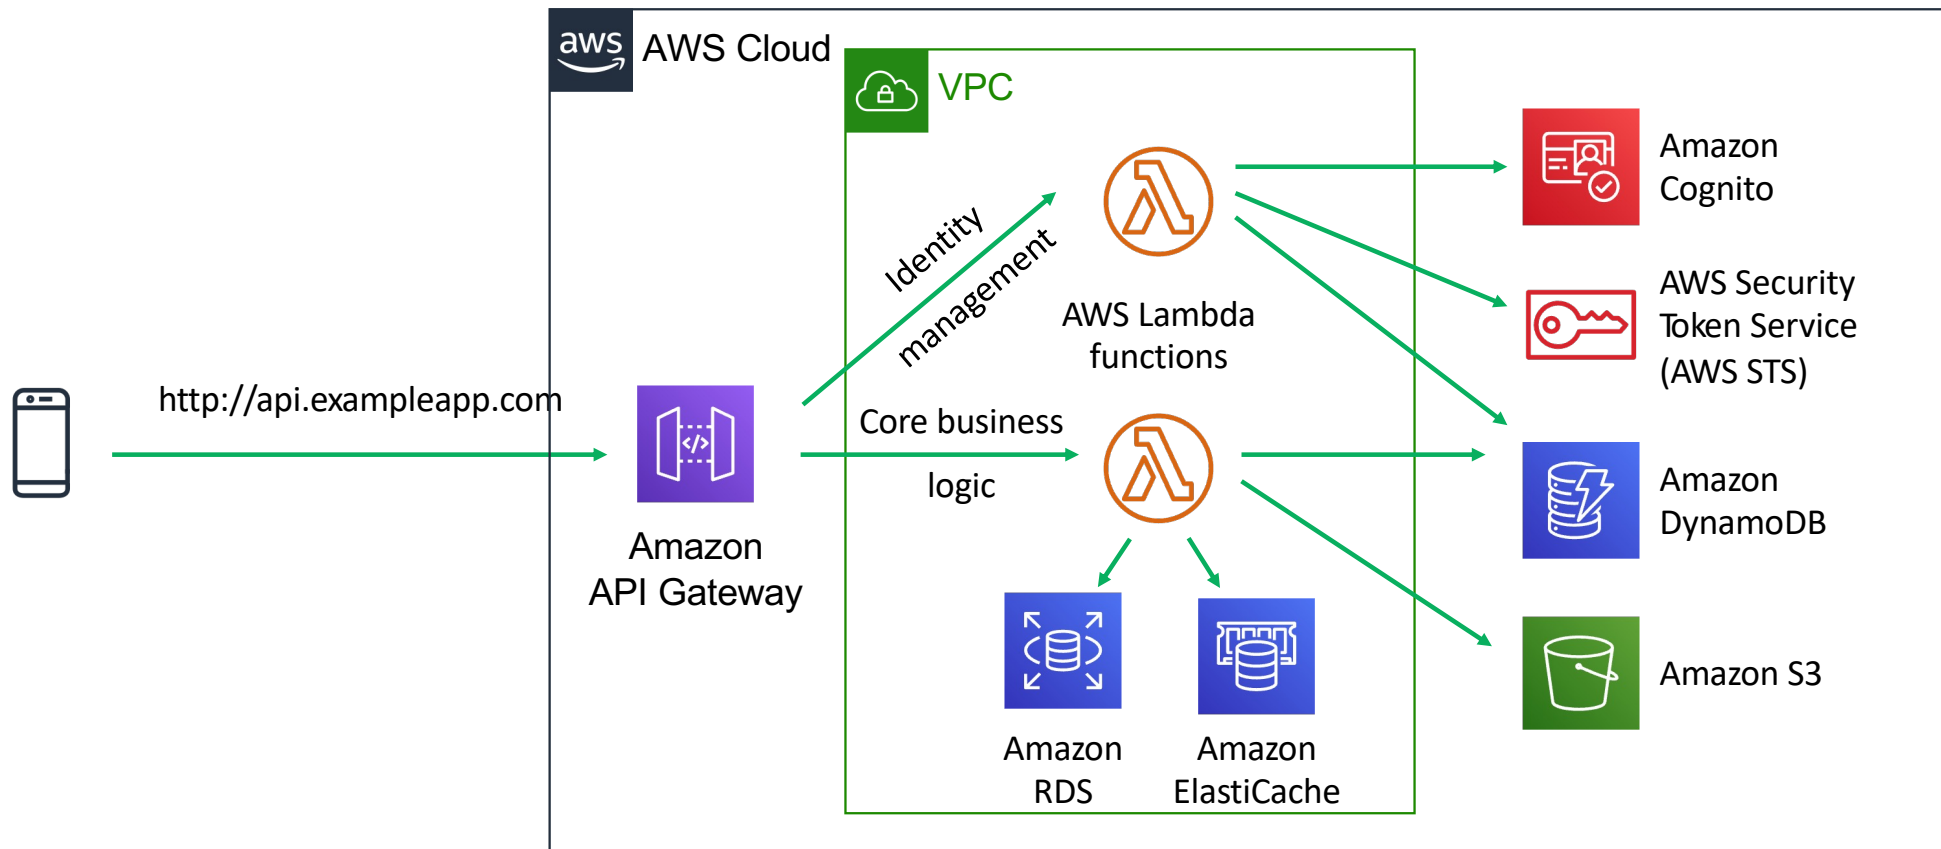 aws
AWS Cloud
VPC
Identity
management
AWS Lambda
functions
http://api.exampleapp.com
Core business
logic
Amazon
API Gateway
</>
Amazon
RDS
Amazon
ElastiCache
Amazon
Cognito
AWS Security
Token Service
(AWS STS)
Amazon
DynamoDB
Amazon S3